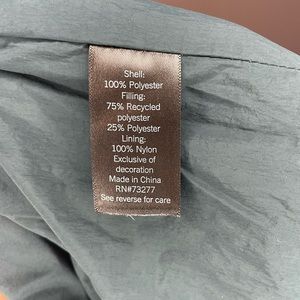 Shell:
100% Polyester
Filling:
75% Recycled
polyester
25% Polyester
Lining:
100% Nylon
Exclusive of
decoration
Made in China
RN#73277
See reverse for care